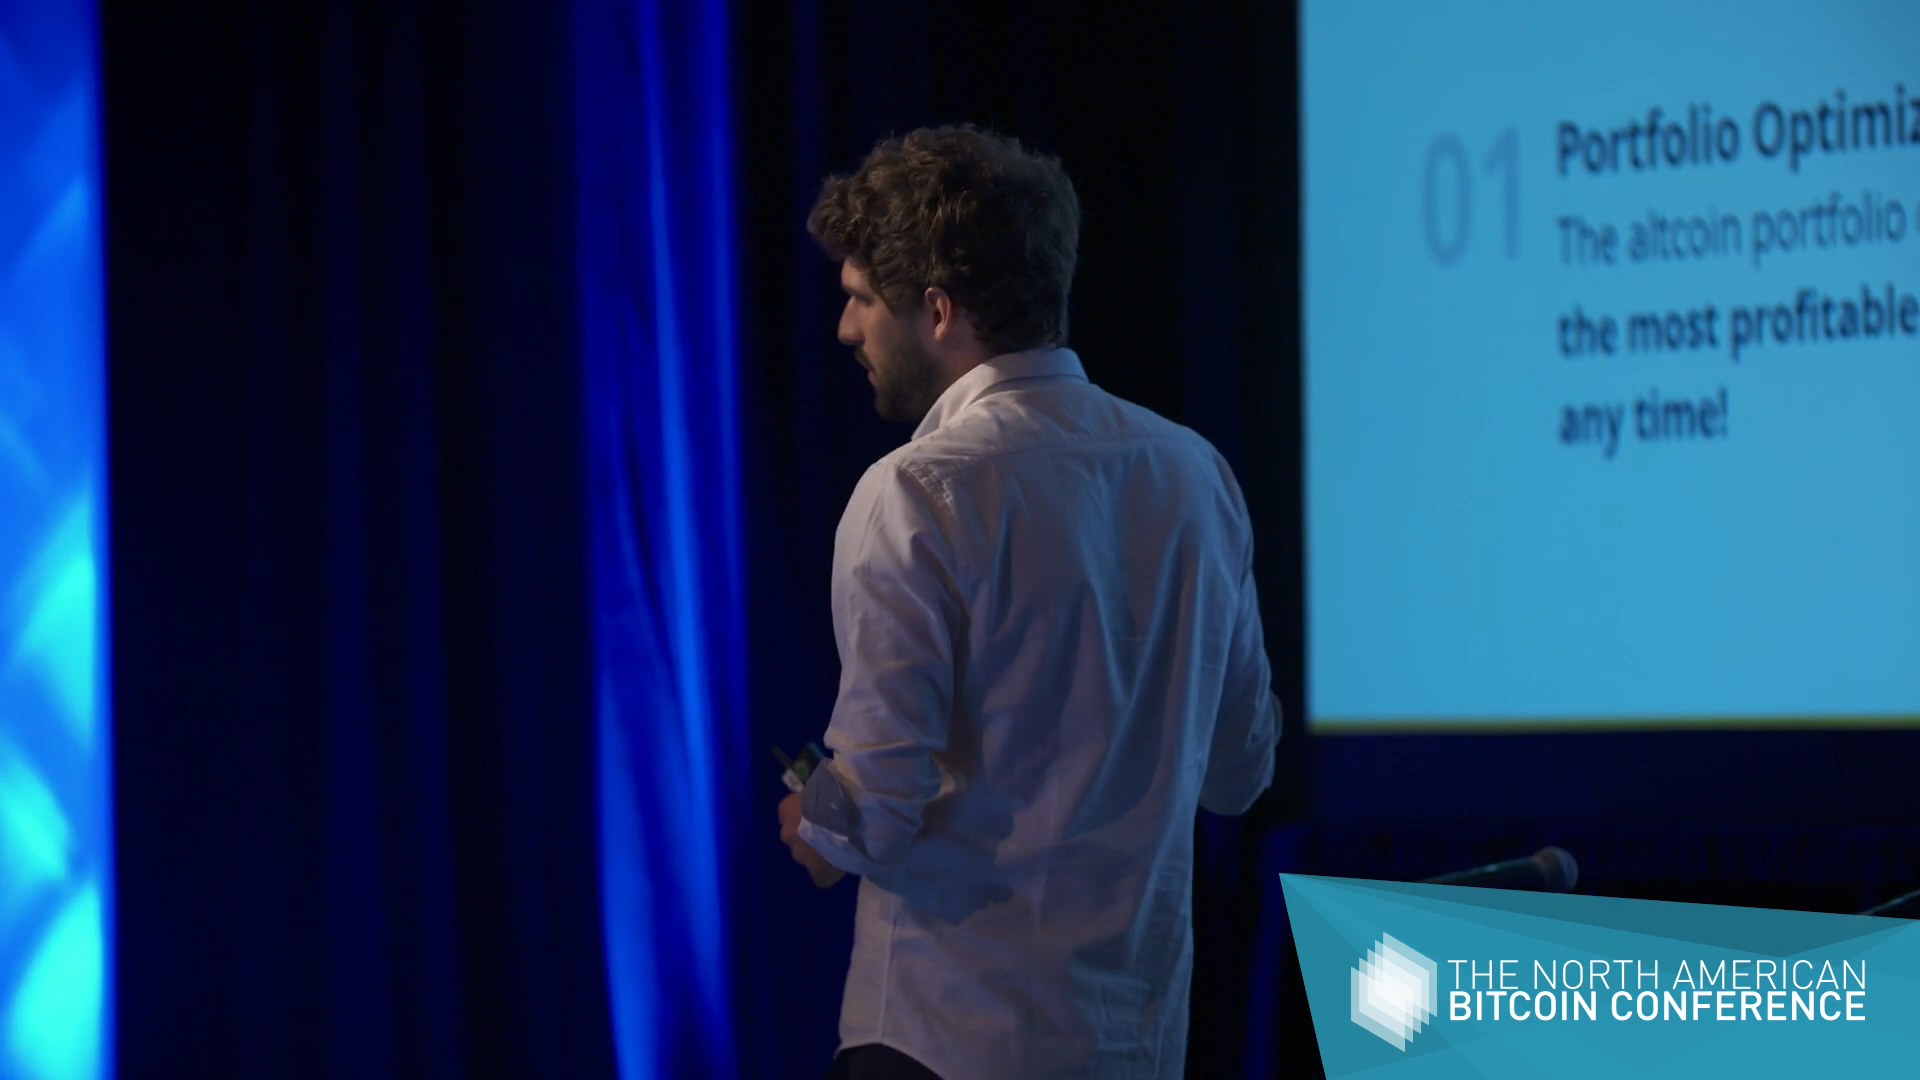 01
Portfolio Optimiz
The altcoin portfolio
the most profitable
any time!
THE NORTH AMERICAN
BITCOIN CONFERENCE